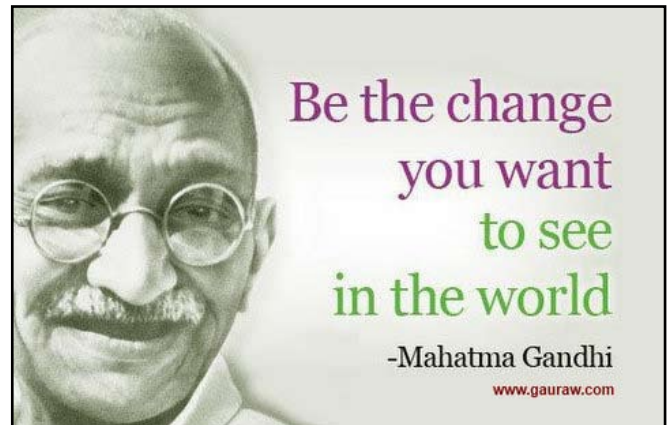 Be the change
you want
to see
in the world
-Mahatma Gandhi
www.gauraw.com